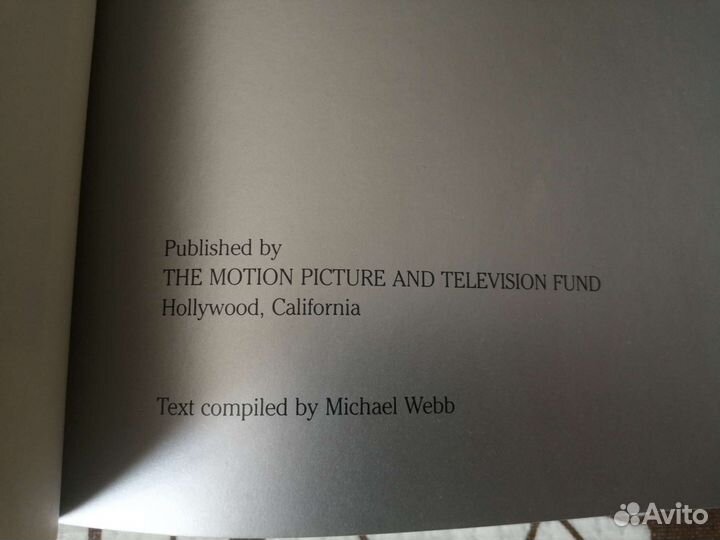 Published by
THE MOTION PICTURE AND TELEVISION FUND
Hollywood, California
Text compiled by Michael Webb
Avito